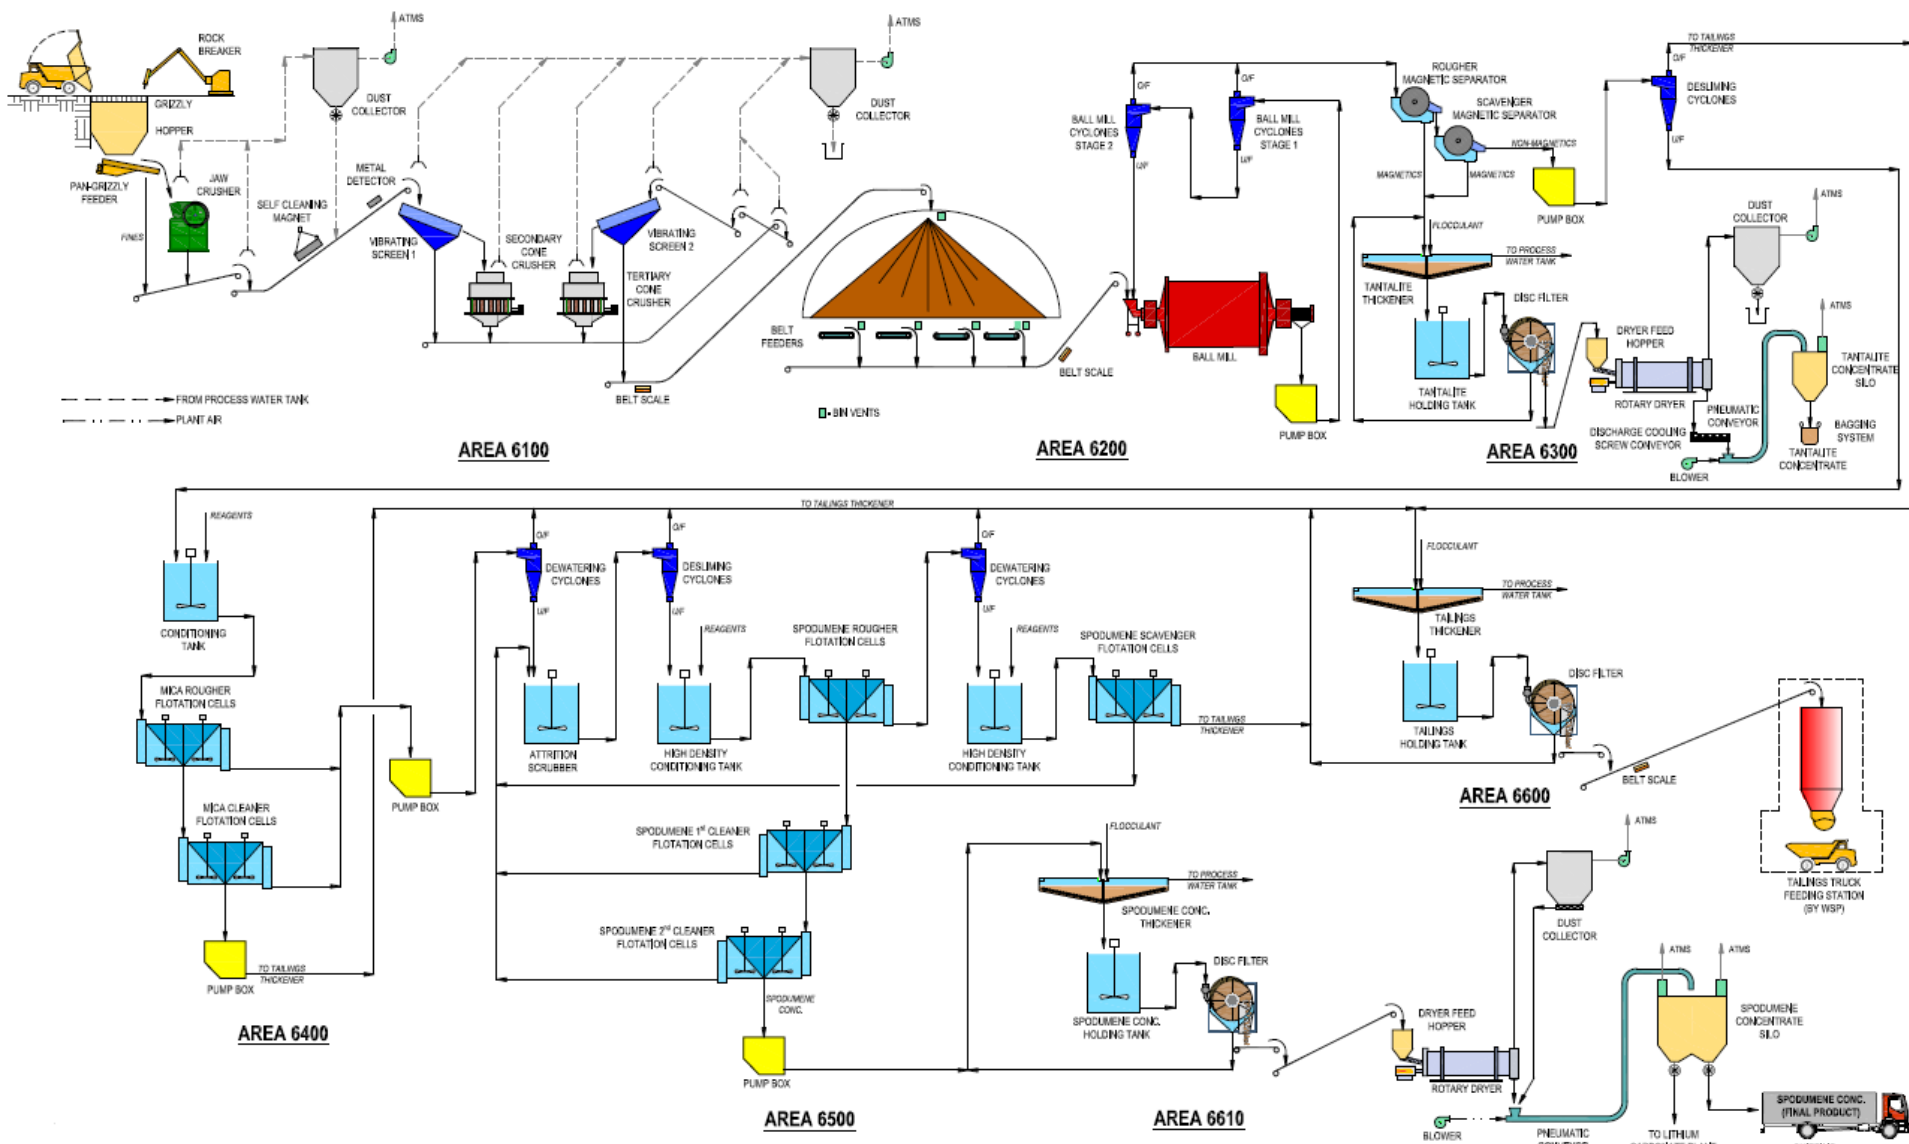 ATMS
ROCK
BREAKER
GRIZZLY
HOPPER
DUST
COLLECTOR
PAN-GRIZZLY
FEEDER
JAW
CRUSHER
FINES
SELF CLEANING
MAGNET
METAL
DETECTOR
VIBRATING
SCREEN 1
SECONDARY
CONE
CRUSHER
VIBRATING
SCREEN 2
TERTIARY
CONE
CRUSHER
ATMS
DUST
COLLECTOR
BELT SCALE
FROM PROCESS WATER TANK
PLANT AIR
AREA 6100
BELT
FEEDERS
- BIN VENTS
BELT SCALE
O/F
BALL MILL
CYCLONES
STAGE 2
U/F
O/F
BALL MILL
CYCLONES
STAGE 1
U/F
BALL MILL
PUMP BOX
AREA 6200
ROUGHER
MAGNETIC SEPARATOR
SCAVENGER
MAGNETIC SEPARATOR
NON-MAGNETICS
MAGNETICS
MAGNETICS
PUMP BOX
TO TAILINGS
THICKENER
O/F
DESLIMING
CYCLONES
U/F
FLOCCULANT
TO PROCESS
WATER TANK
TANTALITE
THICKENER
DISC FILTER
TANTALITE
HOLDING TANK
DRYER FEED
HOPPER
ROTARY DRYER
DUST
COLLECTOR
ATMS
ATMS
TANTALITE
CONCENTRATE
SILO
PNEUMATIC
CONVEYOR
DISCHARGE COOLING
SCREW CONVEYOR
BLOWER
BAGGING
SYSTEM
TANTALITE
CONCENTRATE
AREA 6300
REAGENTS
CONDITIONING
TANK
MICA ROUGHER
FLOTATION CELLS
MICA CLEANER
FLOTATION CELLS
PUMP BOX
PUMP BOX
TO TAILINGS
THICKENER
AREA 6400
TO TAILINGS THICKENER
O/F
DEWATERING
CYCLONES
U/F
O/F
DESLIMING
CYCLONES
U/F
REAGENTS
ATTRITION
SCRUBBER
HIGH DENSITY
CONDITIONING TANK
SPODUMENE ROUGHER
FLOTATION CELLS
O/F
DEWATERING
CYCLONES
U/F
REAGENTS
HIGH DENSITY
CONDITIONING TANK
SPODUMENE SCAVENGER
FLOTATION CELLS
TO TAILINGS
THICKENER
SPODUMENE 1st CLEANER
FLOTATION CELLS
SPODUMENE 2nd CLEANER
FLOTATION CELLS
SPODUMENE
CONC.
PUMP BOX
AREA 6500
FLOCCULANT
TO PROCESS
WATER TANK
TAILINGS
THICKENER
DISC FILTER
TAILINGS
HOLDING TANK
BELT SCALE
AREA 6600
TAILINGS TRUCK
FEEDING STATION
(BY WSP)
FLOCCULANT
TO PROCESS
WATER TANK
SPODUMENE CONC.
THICKENER
DISC FILTER
SPODUMENE CONC.
HOLDING TANK
AREA 6610
DRYER FEED
HOPPER
ROTARY DRYER
ATMS
DUST
COLLECTOR
BLOWER
PNEUMATIC
ATMS
ATMS
SPODUMENE
CONCENTRATE
SILO
SPODUMENE CONC.
(FINAL PRODUCT)
TO LITHIUM